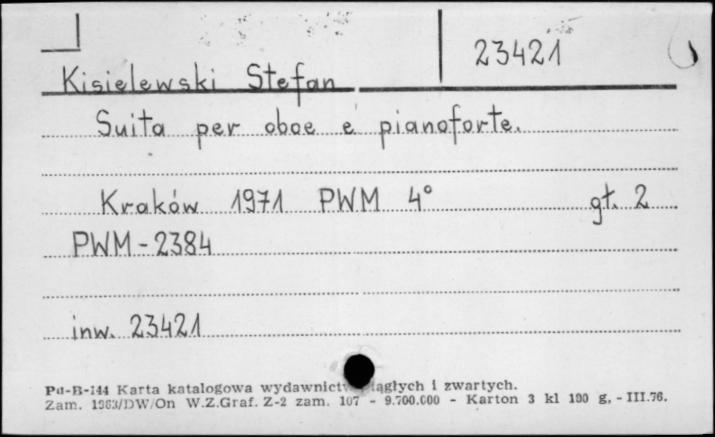 23421
Kisielewski Stefan
Suita per oboe e pianoforte.
Kraków 1971 PWM 4° gł. 2
PWM-2384
inw. 23421
Pu-B-144 Karta katalogowa wydawnictw ciągłych i zwartych.
Zam. 1963/DW/On W.Z.Graf. Z-2 zam. 107 - 9.700.000 - Karton 3 kl 190 g. - III.76.